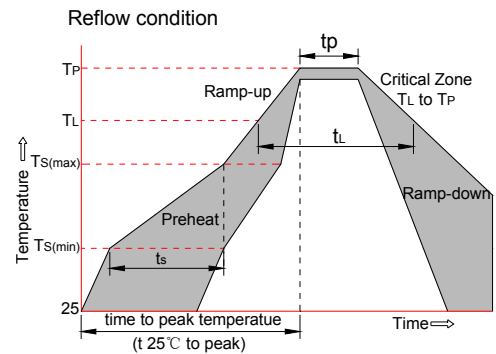 Reflow condition
tp
TP
Critical Zone
TL to TP
Ramp-up
TL
tL
TS(max)
Temperature
Ramp-down
Preheat
TS(min)
ts
25
Time
time to peak temperatue
(t 25℃ to peak)